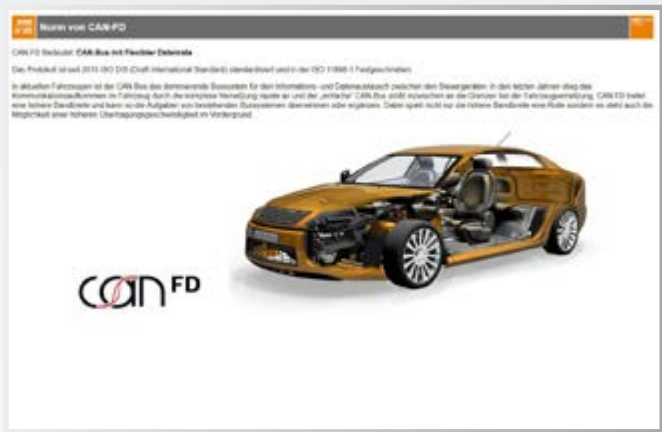 Norm von CAN-FD
CAN FD Bedeutet: CAN-Bus mit Flexibler Datenrate
Das Protokoll ist seit 2015 ISO DIS (Draft International Standard) standardisiert und in der ISO 11898-1 Festgeschrieben.
In aktuellen Fahrzeugen ist der CAN-Bus das dominierende Bussystem für den Informations- und Datenaustausch zwischen den Steuergeräten. In den letzten Jahren stieg das
Kommunikationsaufkommen im Fahrzeug durch die komplexe Vernetzung rapide an und der „einfache“ CAN-Bus stößt inzwischen an die Grenzen bei der Fahrzeugvernetzung. CAN FD bietet
eine höhere Bandbreite und kann so die Aufgaben von bestehenden Bussystemen übernehmen oder ergänzen. Dabei spielt nicht nur die höhere Bandbreite eine Rolle sondern es steht auch die
Möglichkeit einer höheren Übertragungsgeschwindigkeit im Vordergrund.
CAN FD